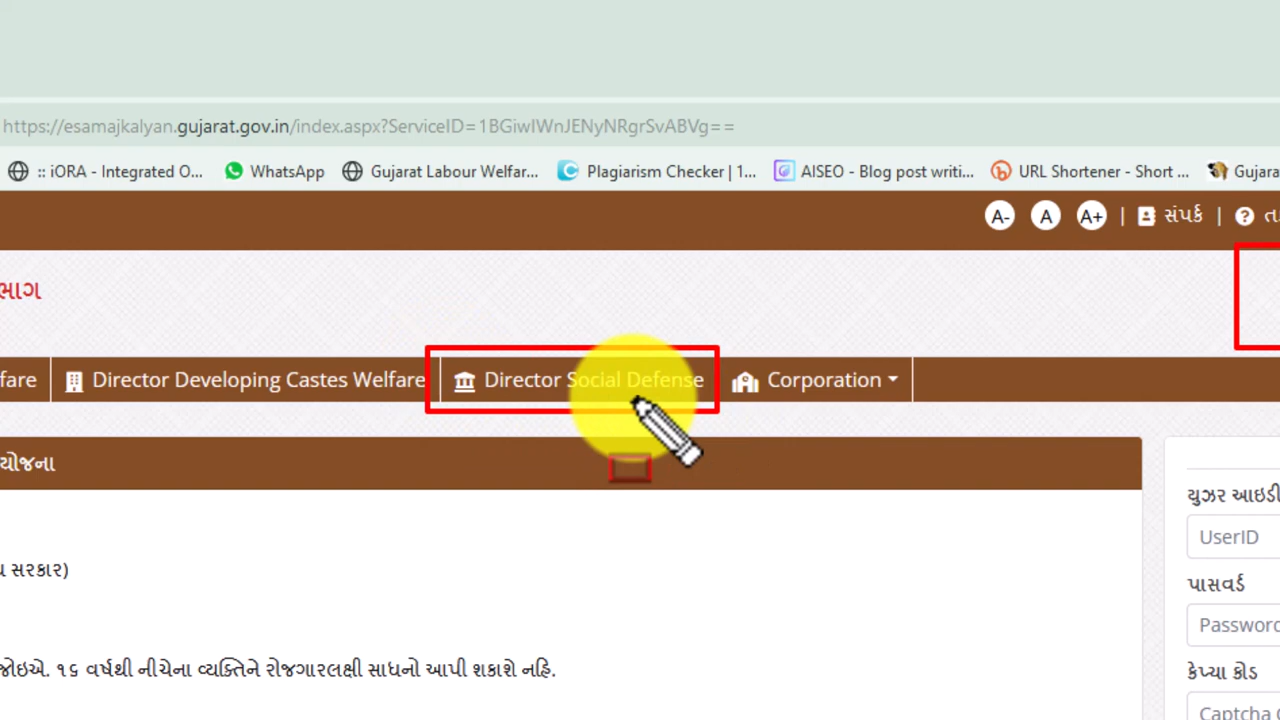 https://esamajkalyan.gujarat.gov.in/index.aspx?ServiceID=1BGiwIWnJENyNRgrSvABVg==
:: iORA - Integrated O... WhatsApp Gujarat Labour Welfar... Plagiarism Checker | 1... AISEO - Blog post writi... URL Shortener - Short ...
A- A A+ | સંપર્ક |
Director Developing Castes Welfare Director Social Defense Corporation
યોજના
યુઝર આઇડી
UserID
સરકાર)
પાસવર્ડ
Password
જોઇએ. ૧૬ વર્ષથી નીચેના વ્યક્તિને રોજગારલક્ષી સાધનો આપી શકાશે નહિ.
કેપ્ચા કોડ
Captcha